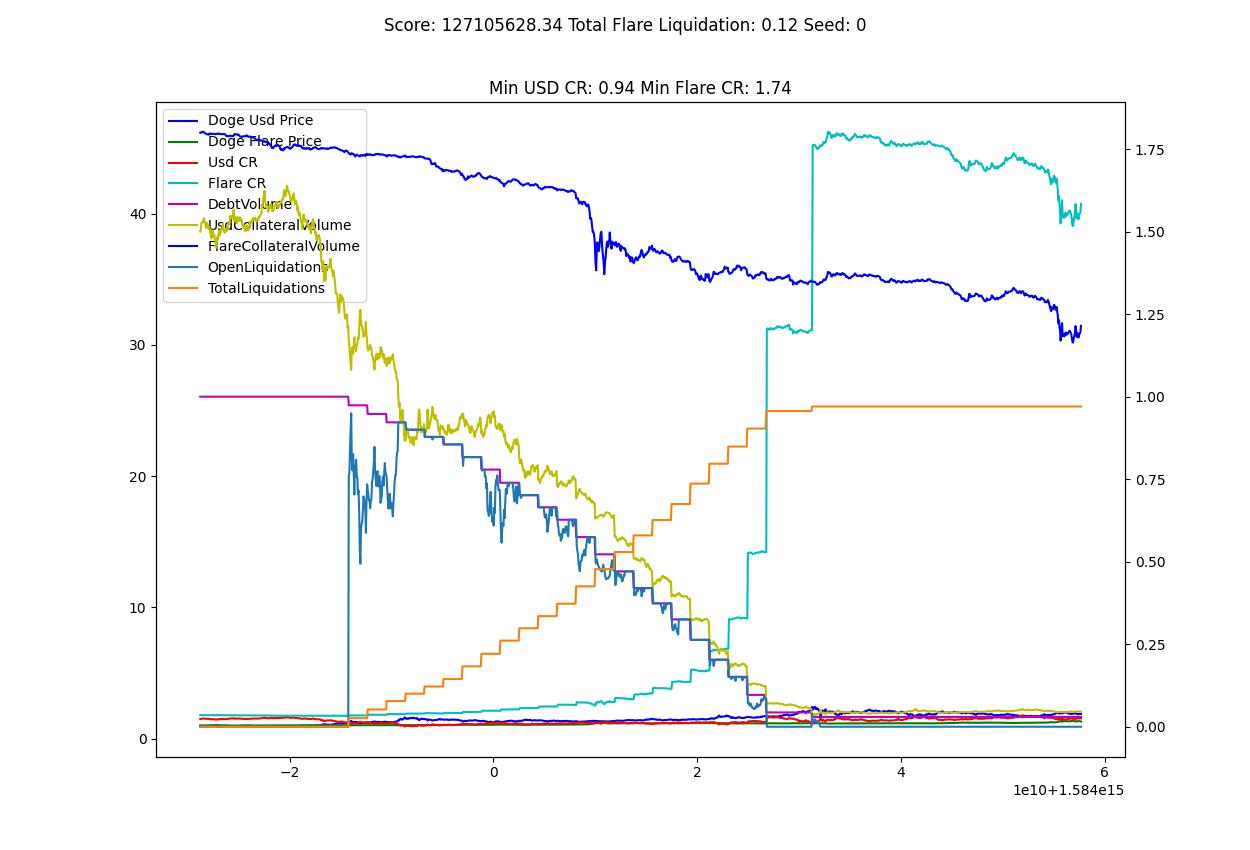 Score: 127105628.34 Total Flare Liquidation: 0.12 Seed: 0
Min USD CR: 0.94 Min Flare CR: 1.74
Doge Usd Price
Doge Flare Price
Usd CR
Flare CR
DebtVolume
UsdCollateralVolume
FlareCollateralVolume
OpenLiquidations
TotalLiquidations
40
30
20
10
0
1.75
1.50
1.25
1.00
0.75
0.50
0.25
0.00
−2
0
2
4
6
1e10+1.584e15